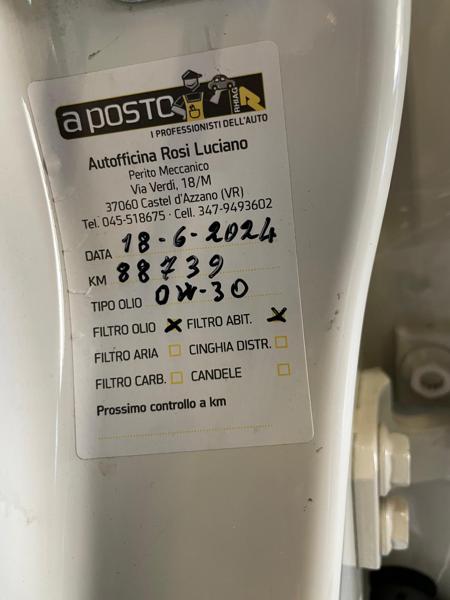 a POSTO
RHIAG
I PROFESSIONISTI DELL'AUTO
Autofficina Rosi Luciano
Perito Meccanico
Via Verdi, 18/M
37060 Castel d'Azzano (VR)
Tel. 045-518675 · Cell. 347-9493602
DATA 18-6-2024
KM 88739
TIPO OLIO 0W-30
FILTRO OLIO X FILTRO ABIT. X
FILTRO ARIA CINGHIA DISTR.
FILTRO CARB. CANDELE
Prossimo controllo a km